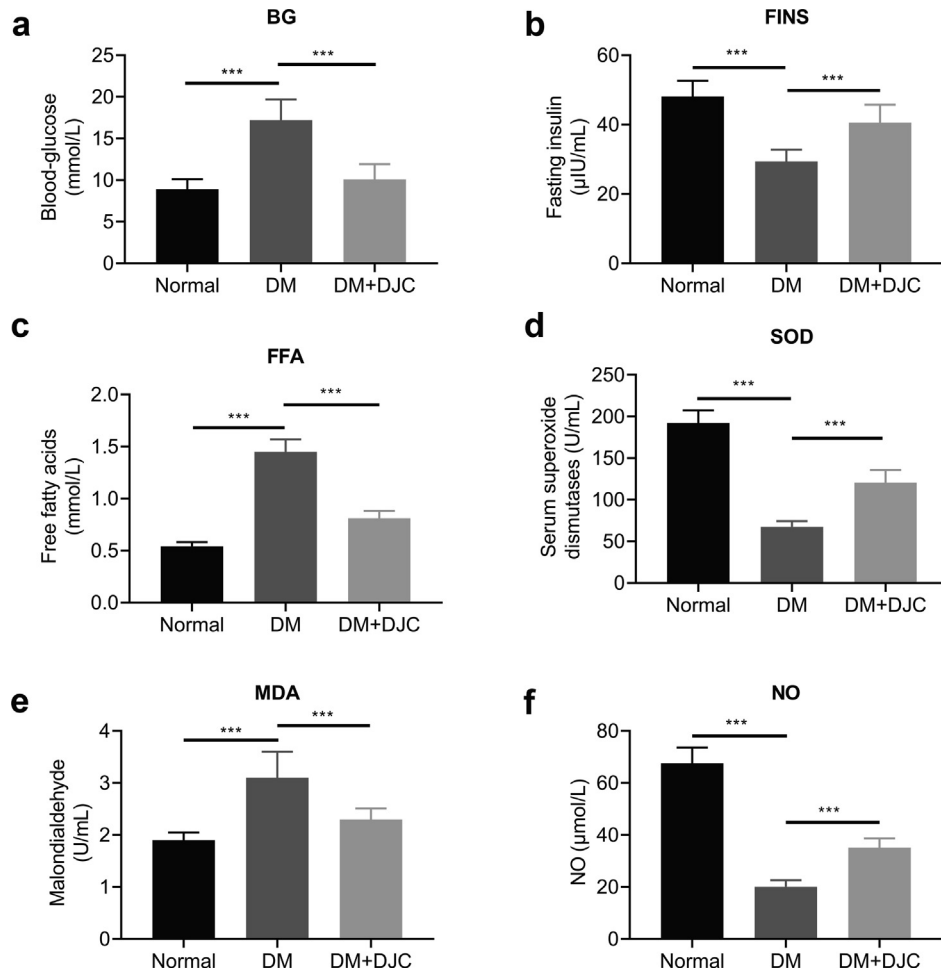 a
BG
Blood-glucose
(mmol/L)
25
20
15
10
5
0
***
***
Normal
DM
DM+DJC
b
FINS
Fasting insulin
(µIU/mL)
60
40
20
0
***
***
Normal
DM
DM+DJC
c
FFA
Free fatty acids
(mmol/L)
2.0
1.5
1.0
0.5
0.0
***
***
Normal
DM
DM+DJC
d
SOD
Serum superoxide
dismutases (U/mL)
250
200
150
100
50
0
***
***
Normal
DM
DM+DJC
e
MDA
Malondialdehyde
(U/mL)
4
3
2
1
0
***
***
Normal
DM
DM+DJC
f
NO
NO (µmol/L)
80
60
40
20
0
***
***
Normal
DM
DM+DJC